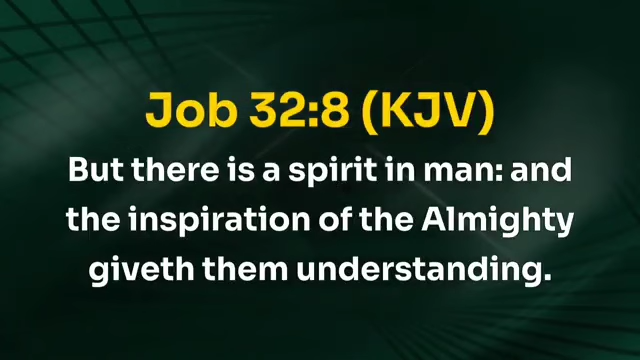 Job 32:8 (KJV)
But there is a spirit in man: and
the inspiration of the Almighty
giveth them understanding.